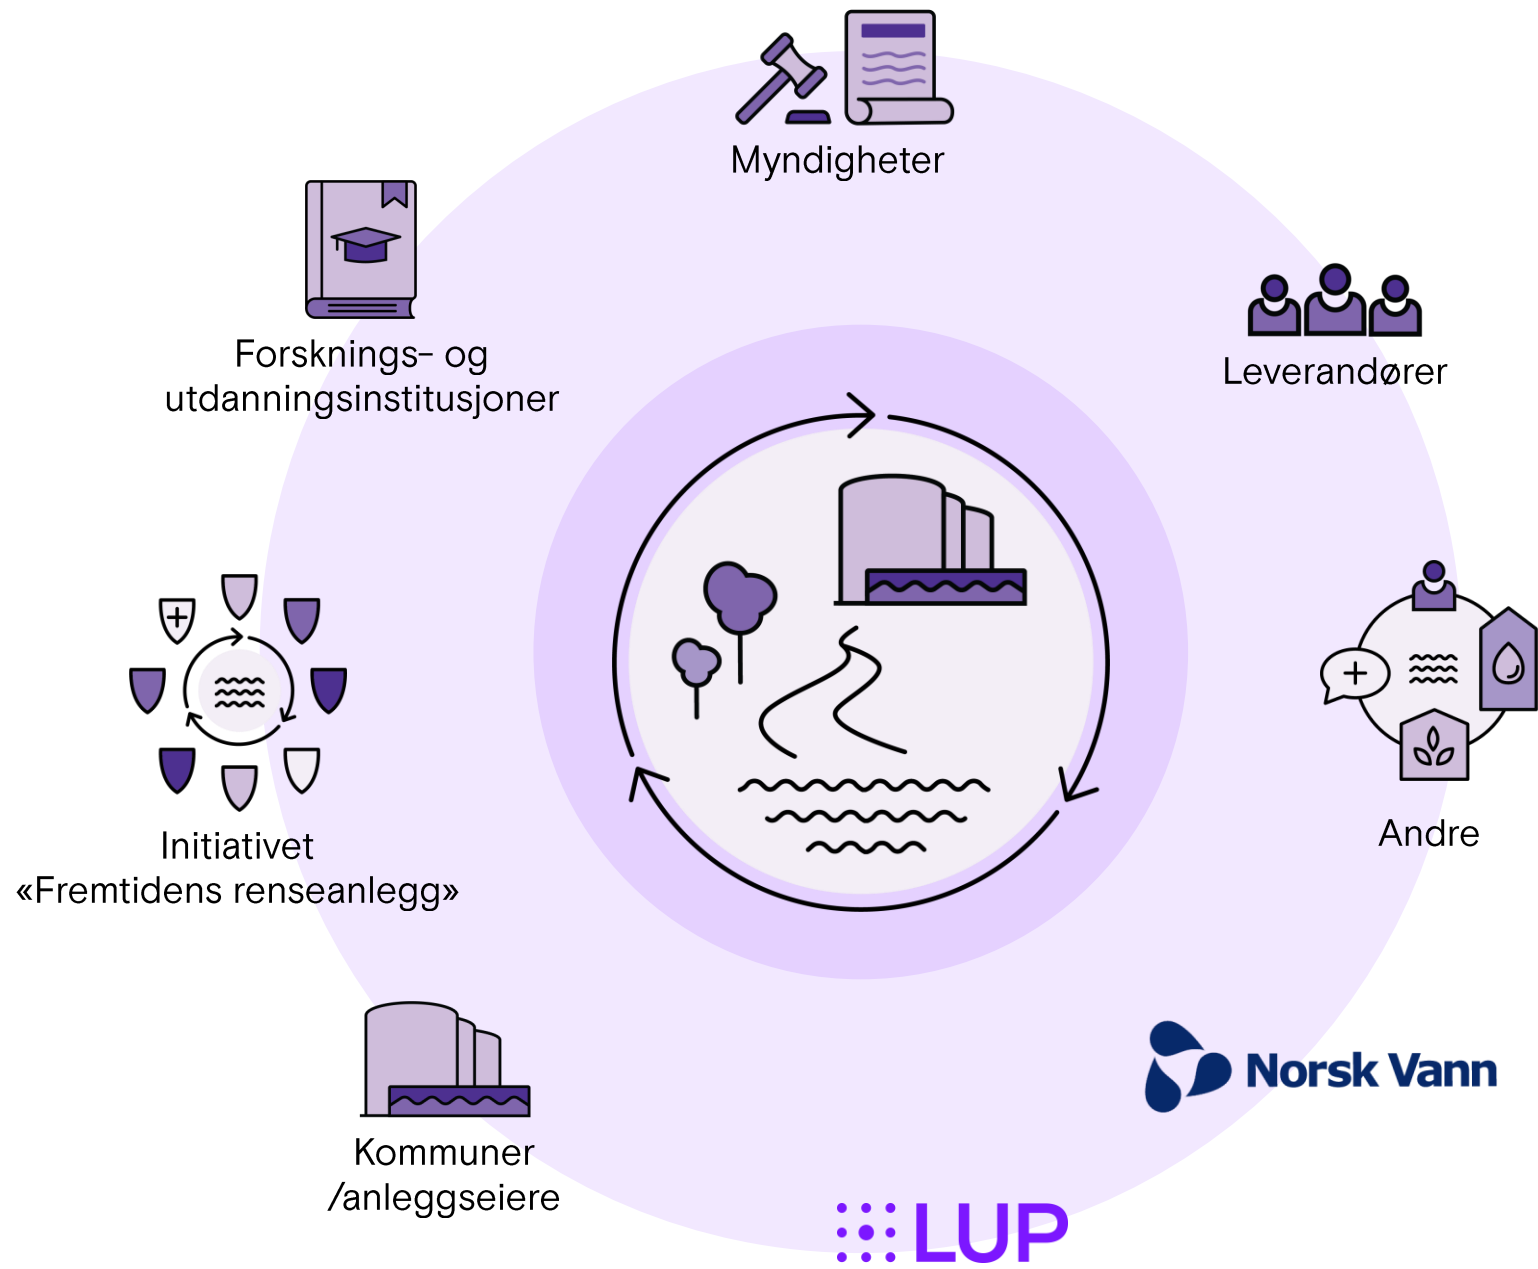 Myndigheter
Forsknings- og
utdanningsinstitusjoner
Leverandører
Initiativet
«Fremtidens renseanlegg»
Andre
Norsk Vann
Kommuner
/anleggseiere
LUP